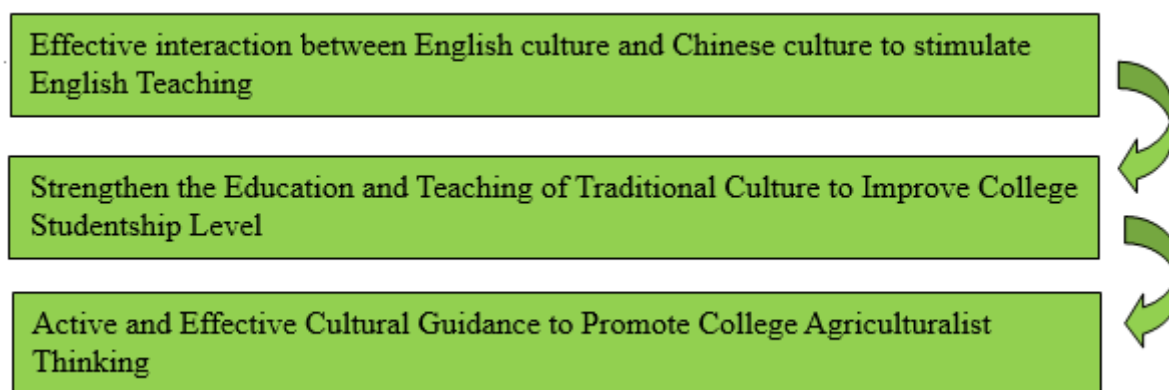 Effective interaction between English culture and Chinese culture to stimulate
English Teaching
Strengthen the Education and Teaching of Traditional Culture to Improve College
Studentship Level
Active and Effective Cultural Guidance to Promote College Agriculturalist
Thinking